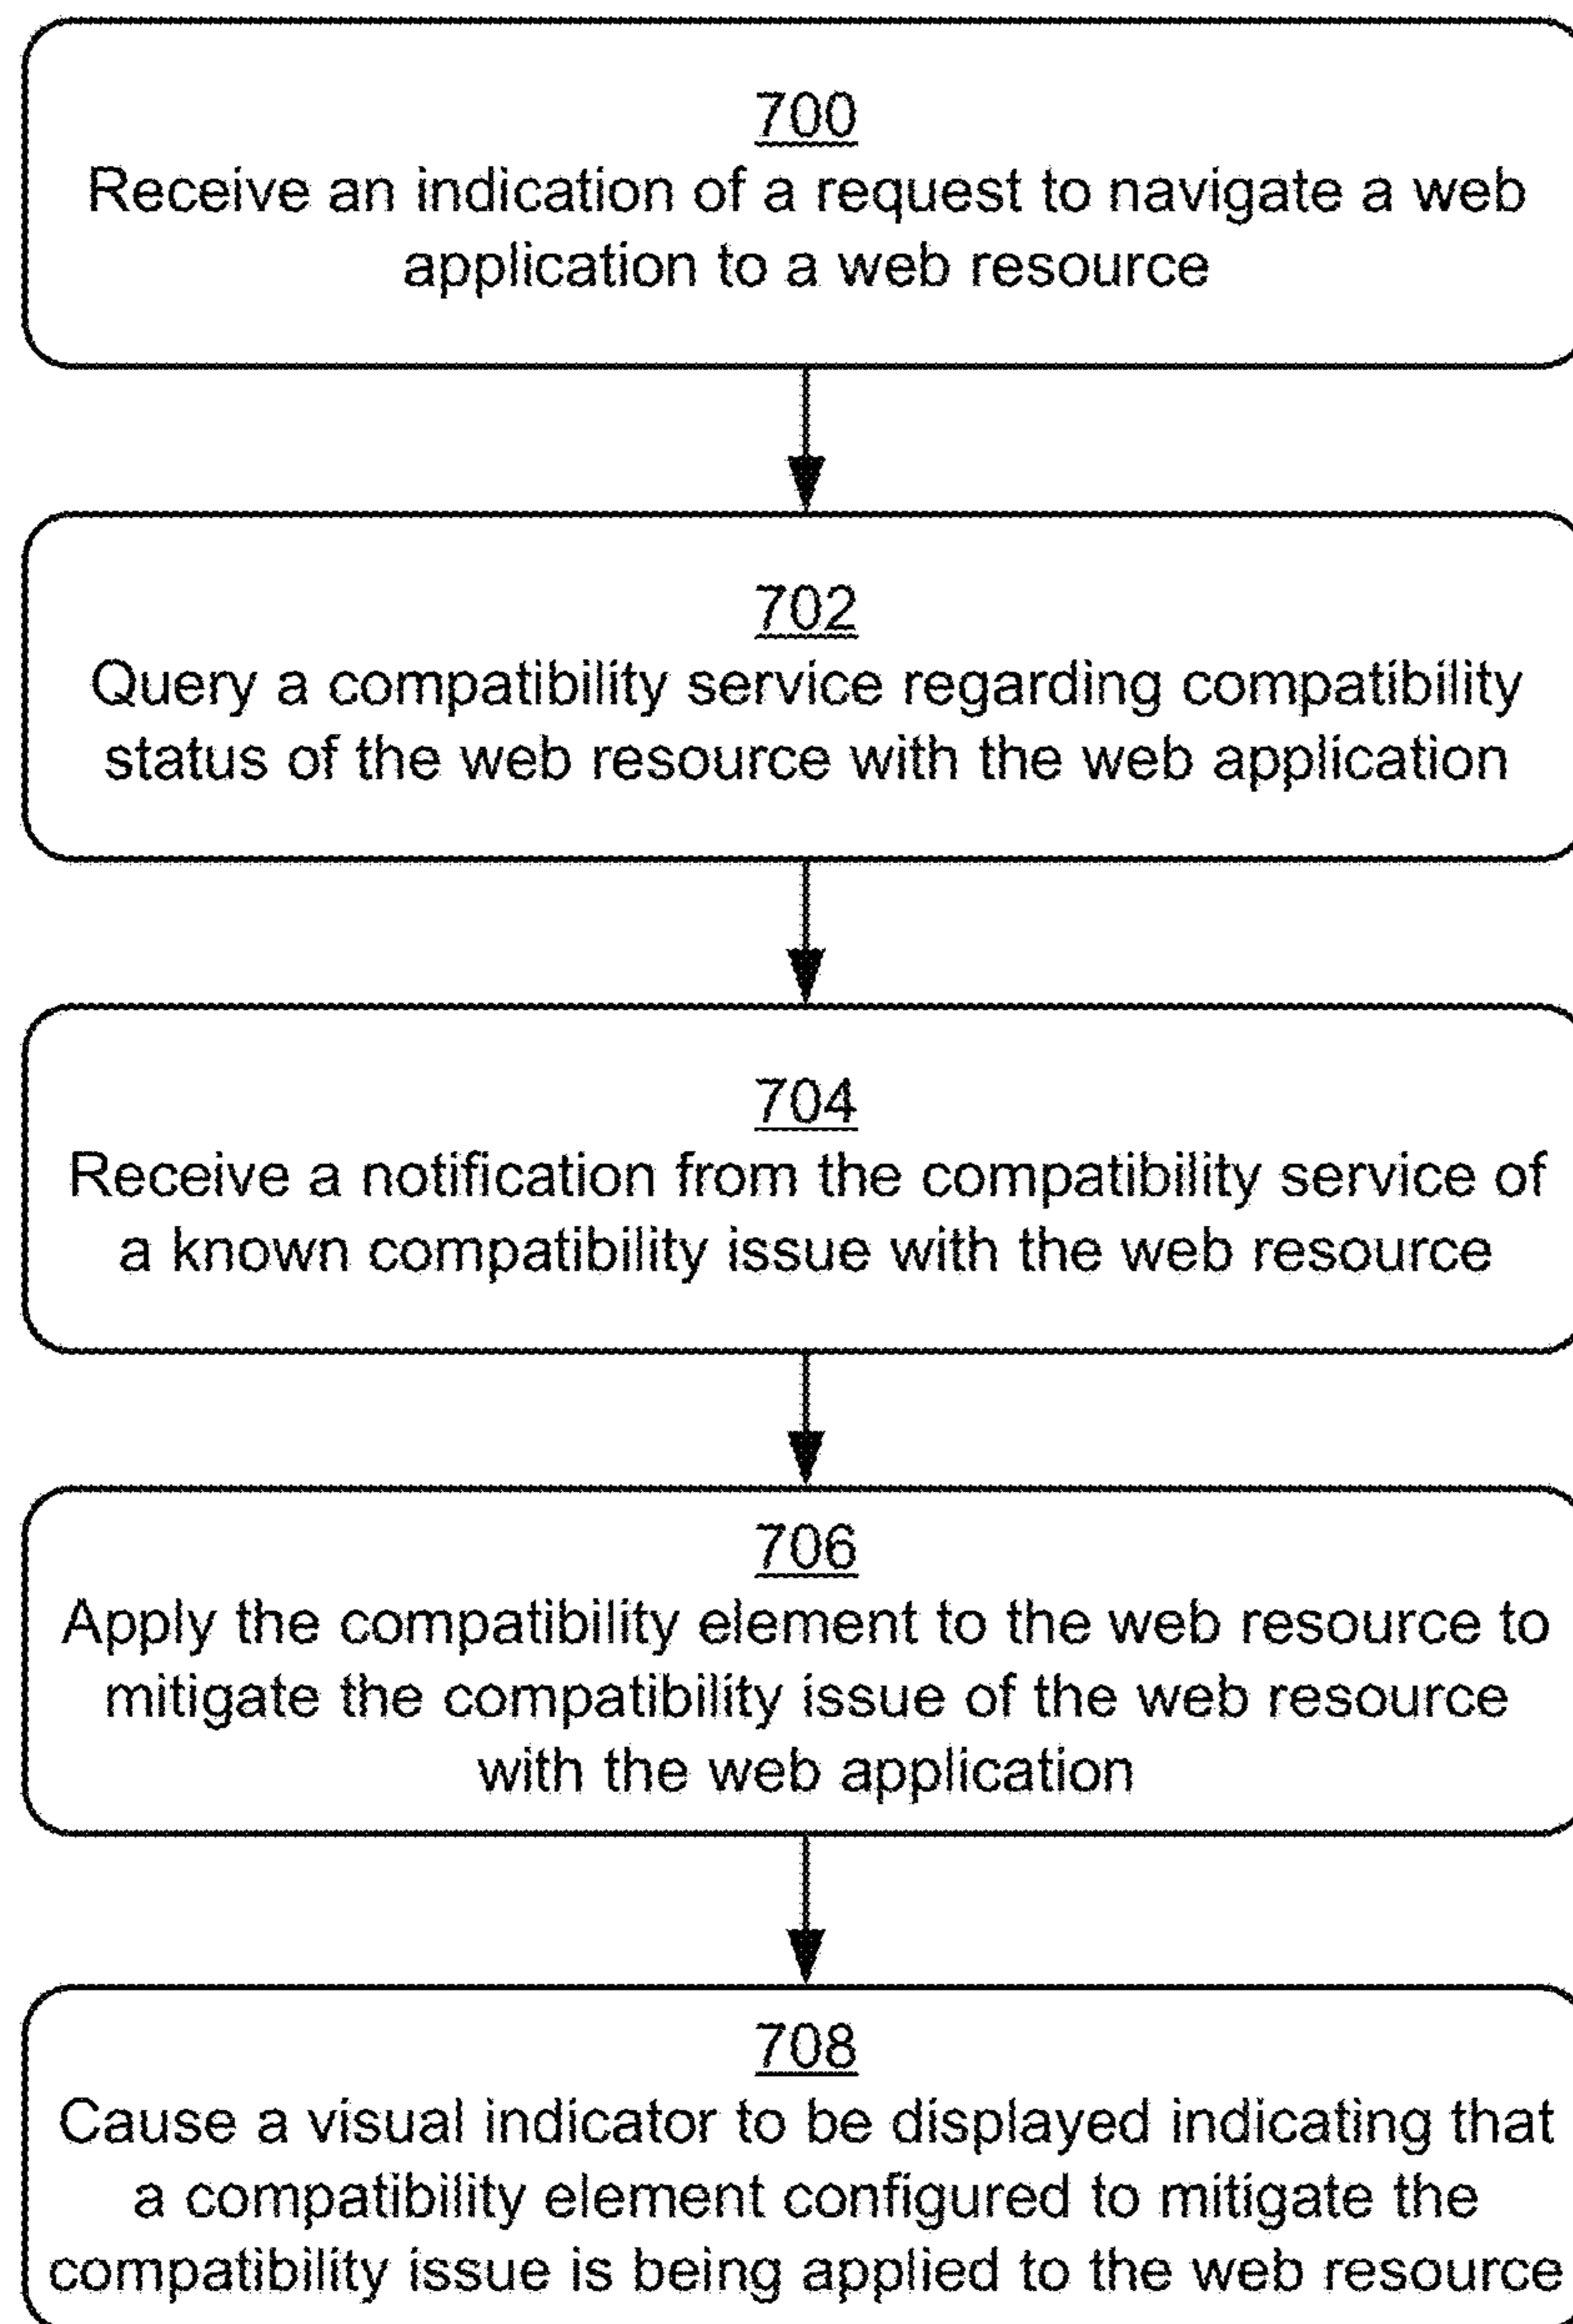 700
Receive an indication of a request to navigate a web
application to a web resource
702
Query a compatibility service regarding compatibility
status of the web resource with the web application
704
Receive a notification from the compatibility service of
a known compatibility issue with the web resource
706
Apply the compatibility element to the web resource to
mitigate the compatibility issue of the web resource
with the web application
708
Cause a visual indicator to be displayed indicating that
a compatibility element configured to mitigate the
compatibility issue is being applied to the web resource